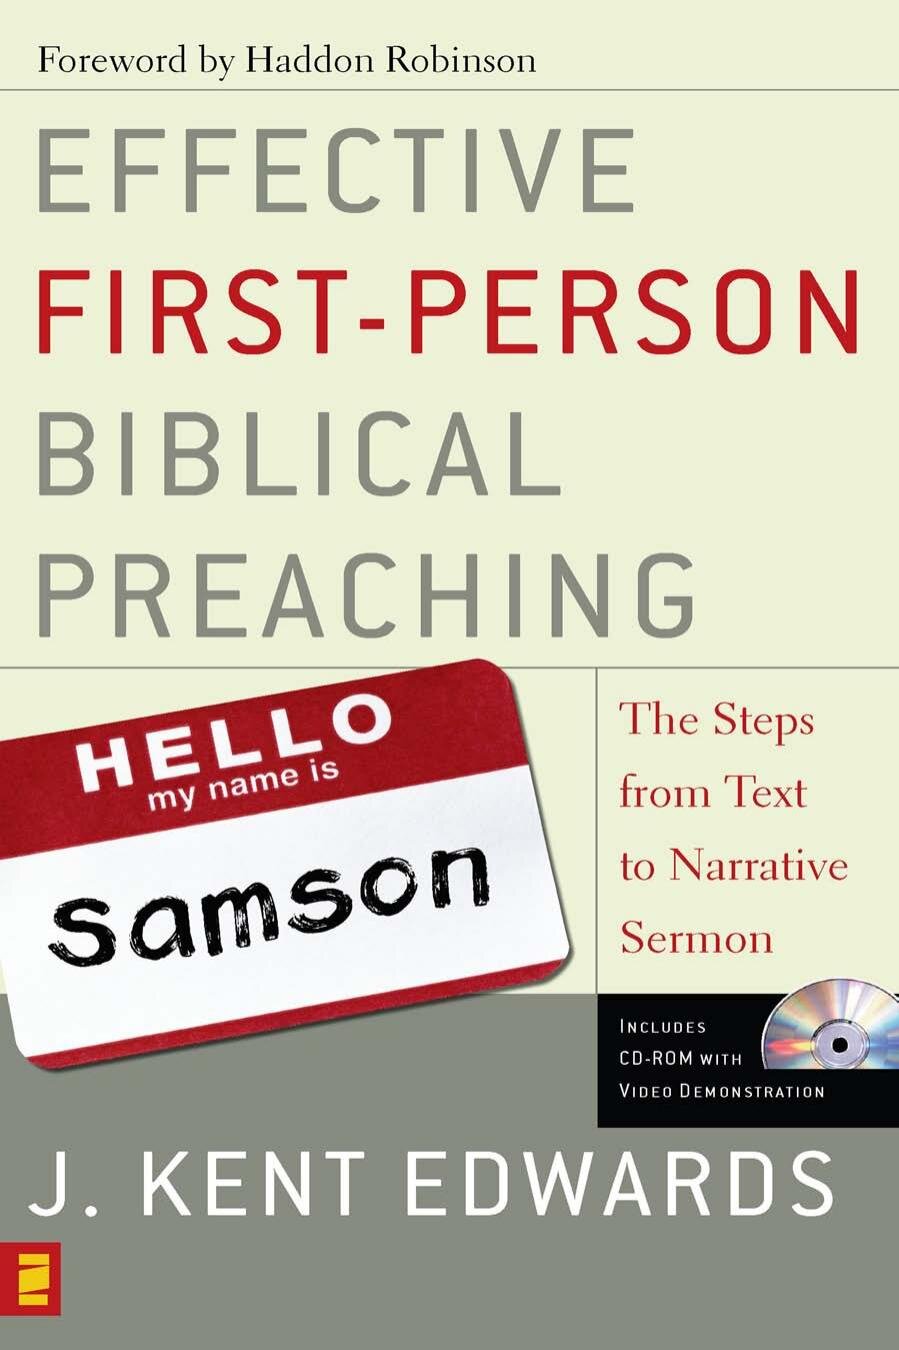 Foreword by Haddon Robinson
EFFECTIVE
FIRST-PERSON
BIBLICAL
PREACHING
HELLO
my name is
Samson
The Steps
from Text
to Narrative
Sermon
INCLUDES
CD-ROM WITH
VIDEO DEMONSTRATION
J. KENT EDWARDS